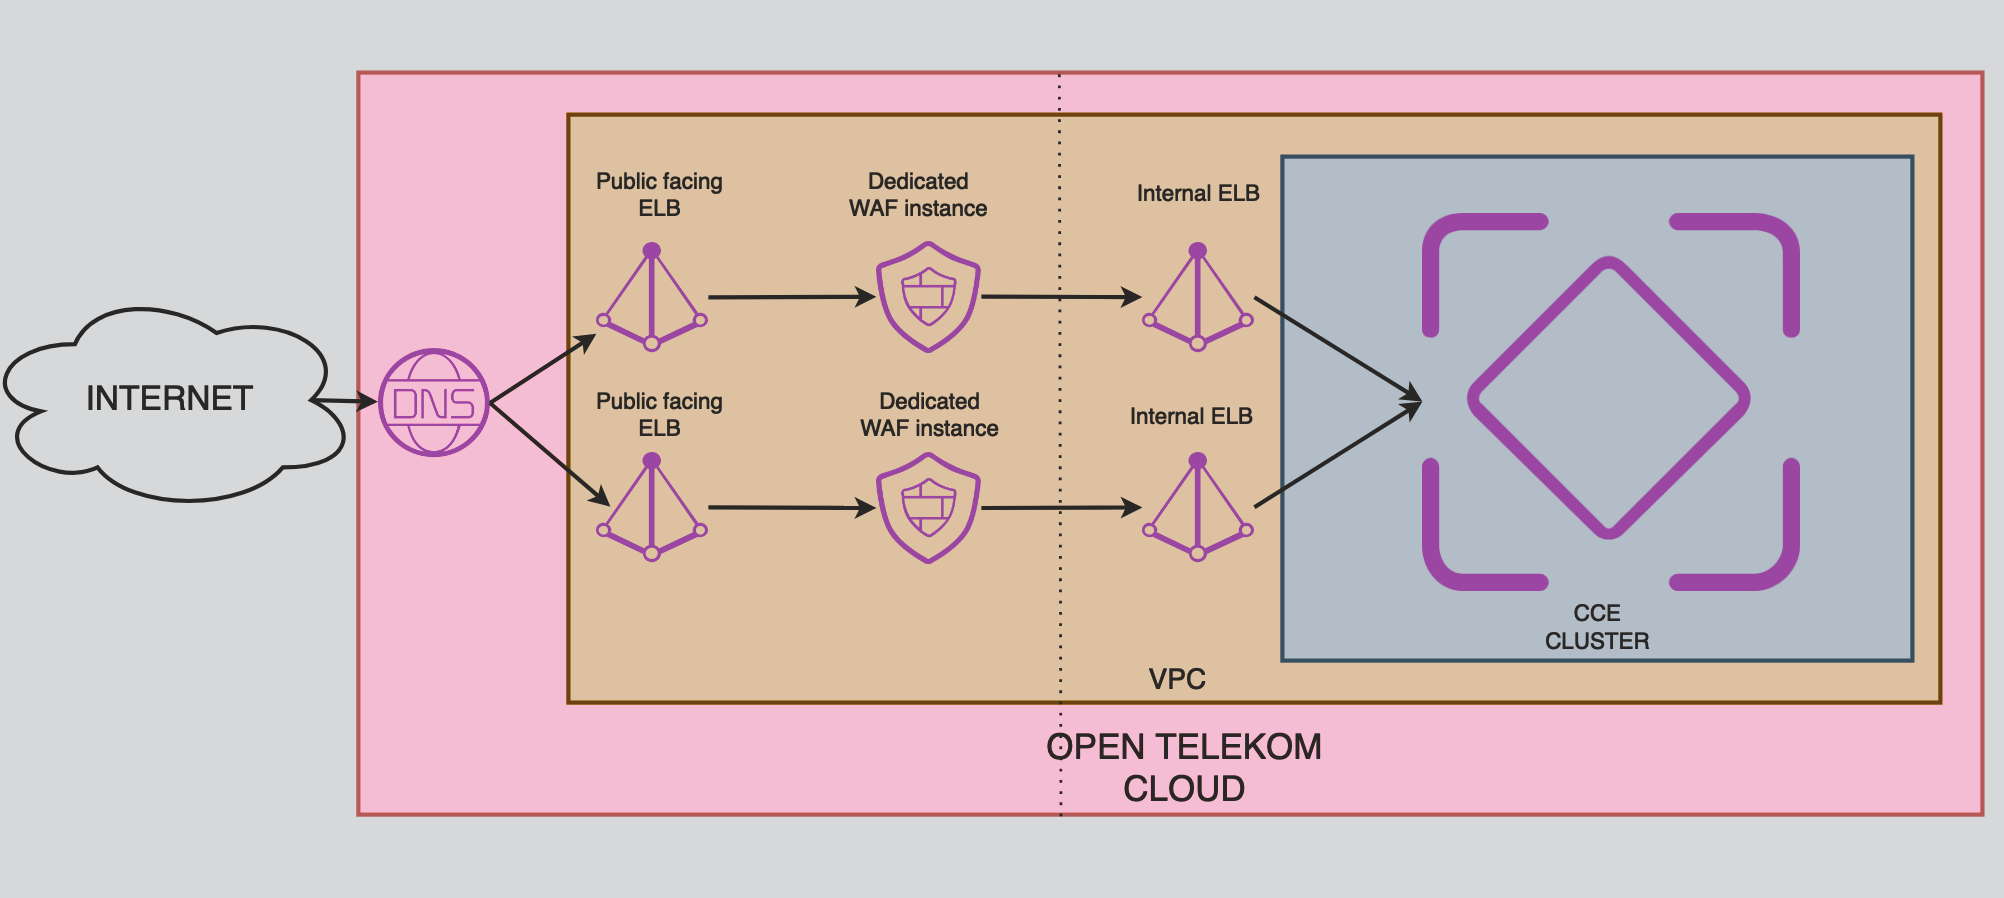 INTERNET
DNS
Public facing
ELB
Dedicated
WAF instance
Internal ELB
Public facing
ELB
Dedicated
WAF instance
Internal ELB
CCE
CLUSTER
VPC
OPEN TELEKOM
CLOUD